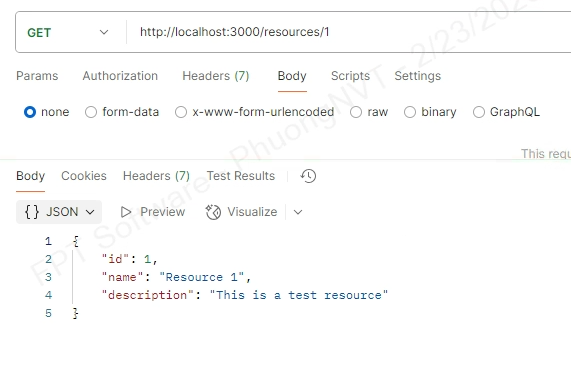 GET http://localhost:3000/resources/1
Params Authorization Headers (7) Body Scripts Settings
none form-data x-www-form-urlencoded raw binary GraphQL
This requ
Body Cookies Headers (7) Test Results
{} JSON Preview Visualize
1 {
2 "id": 1,
3 "name": "Resource 1",
4 "description": "This is a test resource"
5 }
FPT Software - PhuongNVT - 2/23/202